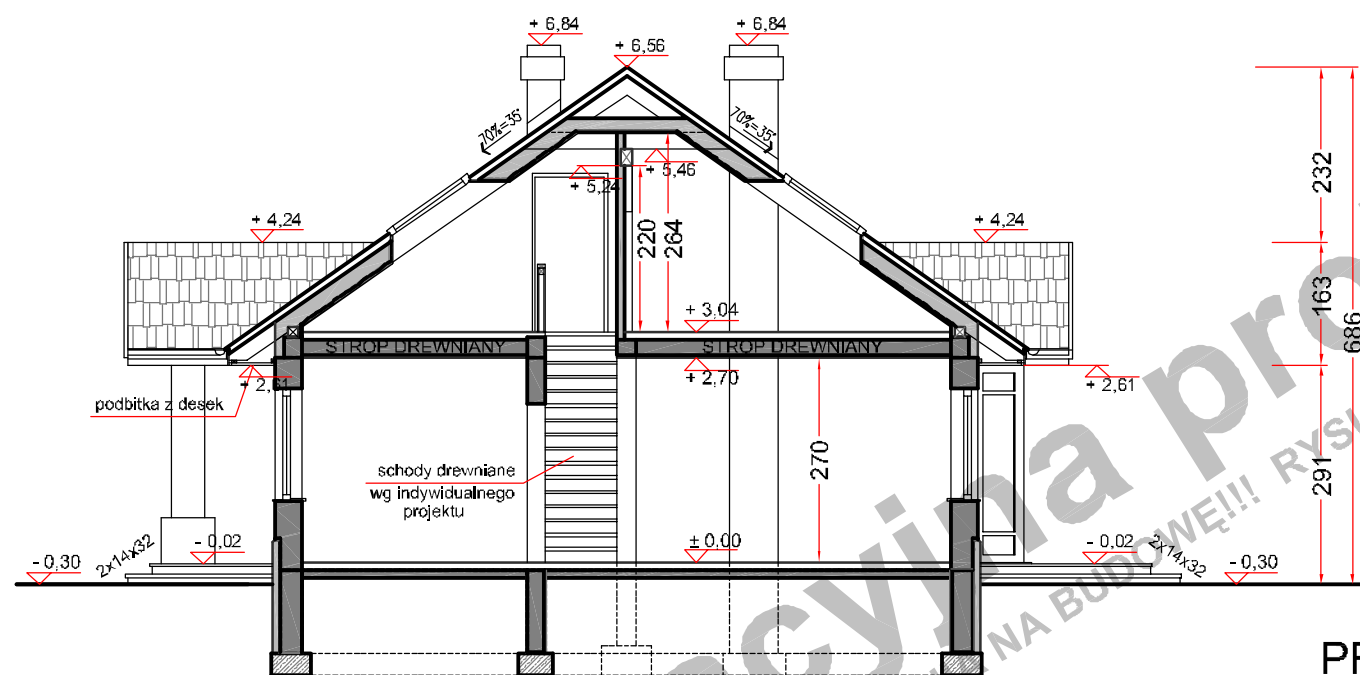 + 6,84
+ 6,84
+ 6,56
70%=35°
70%=35°
+ 5,24
+ 5,46
232
+ 4,24
+ 4,24
220
264
163
686
+ 3,04
STROP DREWNIANY
STROP DREWNIANY
+ 2,61
+ 2,70
+ 2,61
podbitka z desek
270
291
schody drewniane
wg indywidualnego
projektu
- 0,30
2x14x32
- 0,02
± 0,00
- 0,02
2x14x32
- 0,30
acyjna pro
NA BUDOWĘ!!! RYSU
PR